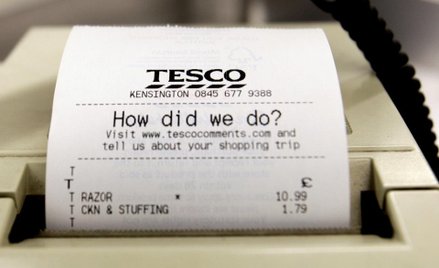 TESCO
KENSINGTON 0845 677 9388
How did we do?
Visit www.tescocomments.com and
tell us about your shopping trip
T
T £
T RAZOR * 10.99
T CKN & STUFFING 1.79
T